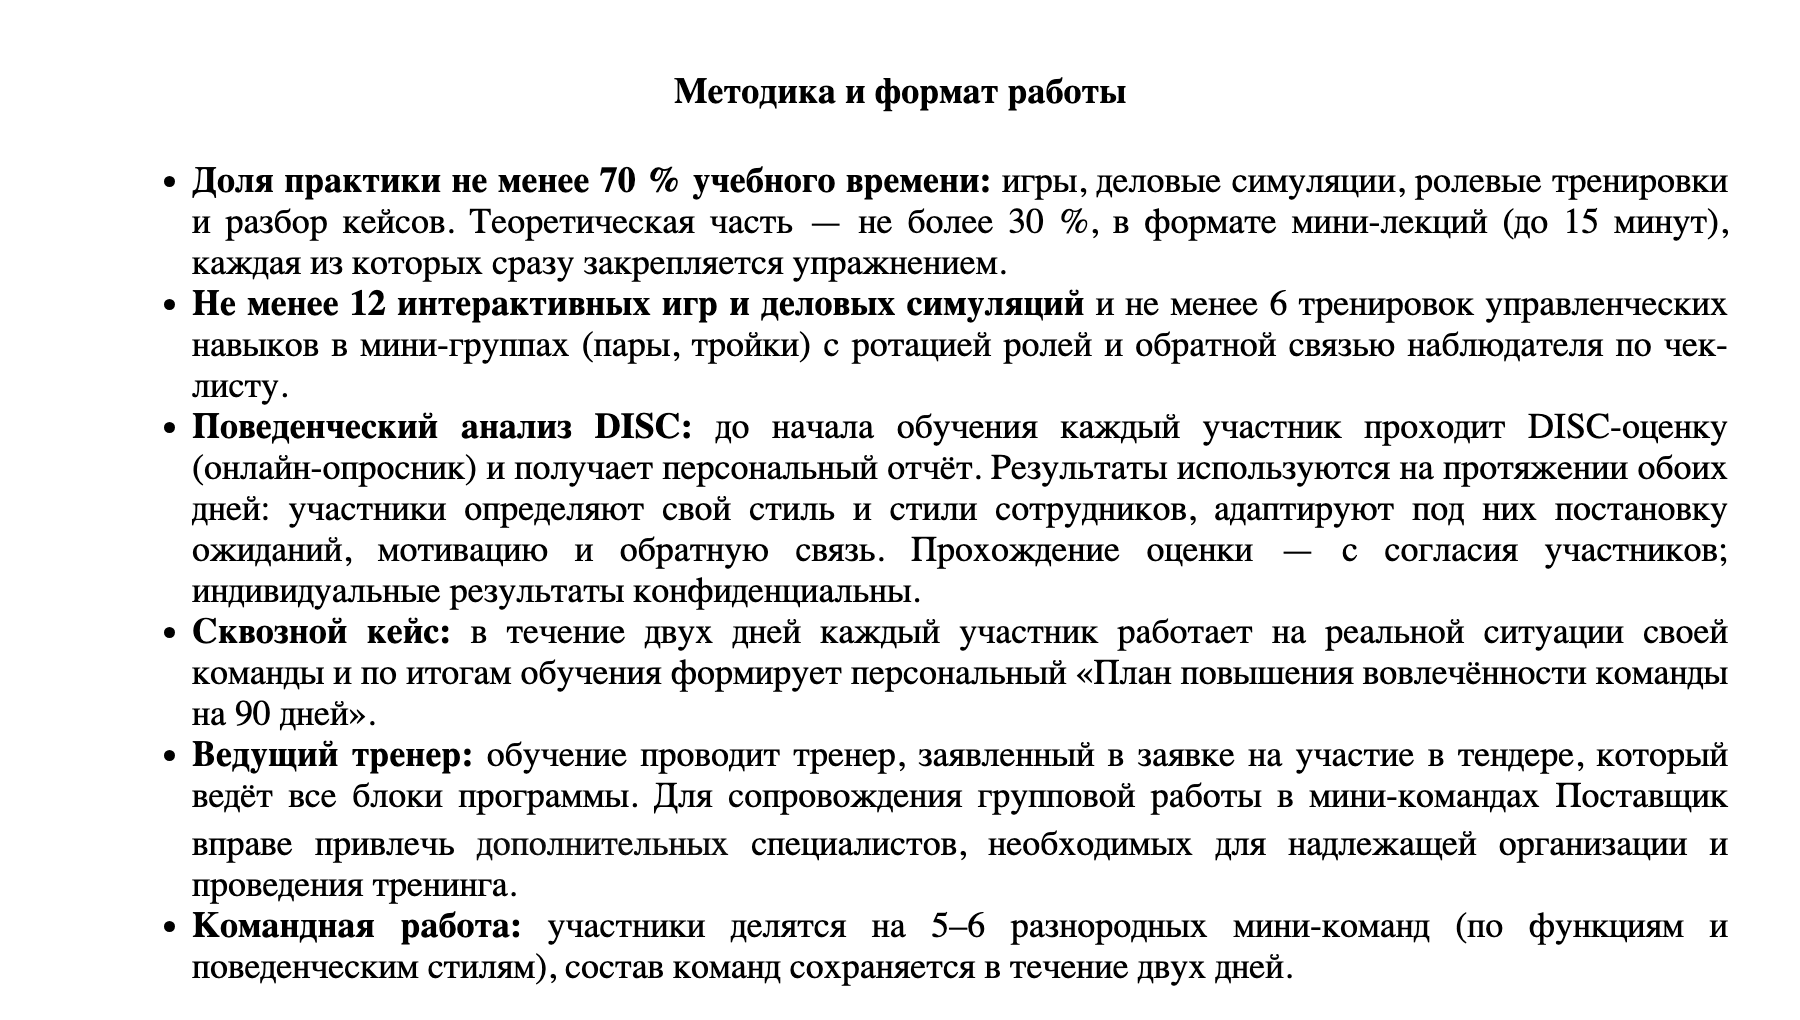 Методика и формат работы
• Доля практики не менее 70 % учебного времени: игры, деловые симуляции, ролевые тренировки
и разбор кейсов. Теоретическая часть — не более 30 %, в формате мини-лекций (до 15 минут),
каждая из которых сразу закрепляется упражнением.
• Не менее 12 интерактивных игр и деловых симуляций и не менее 6 тренировок управленческих
навыков в мини-группах (пары, тройки) с ротацией ролей и обратной связью наблюдателя по чек-
листу.
• Поведенческий анализ DISC: до начала обучения каждый участник проходит DISC-оценку
(онлайн-опросник) и получает персональный отчёт. Результаты используются на протяжении обоих
дней: участники определяют свой стиль и стили сотрудников, адаптируют под них постановку
ожиданий, мотивацию и обратную связь. Прохождение оценки — с согласия участников;
индивидуальные результаты конфиденциальны.
• Сквозной кейс: в течение двух дней каждый участник работает на реальной ситуации своей
команды и по итогам обучения формирует персональный «План повышения вовлечённости команды
на 90 дней».
• Ведущий тренер: обучение проводит тренер, заявленный в заявке на участие в тендере, который
ведёт все блоки программы. Для сопровождения групповой работы в мини-командах Поставщик
вправе привлечь дополнительных специалистов, необходимых для надлежащей организации и
проведения тренинга.
• Командная работа: участники делятся на 5–6 разнородных мини-команд (по функциям и
поведенческим стилям), состав команд сохраняется в течение двух дней.